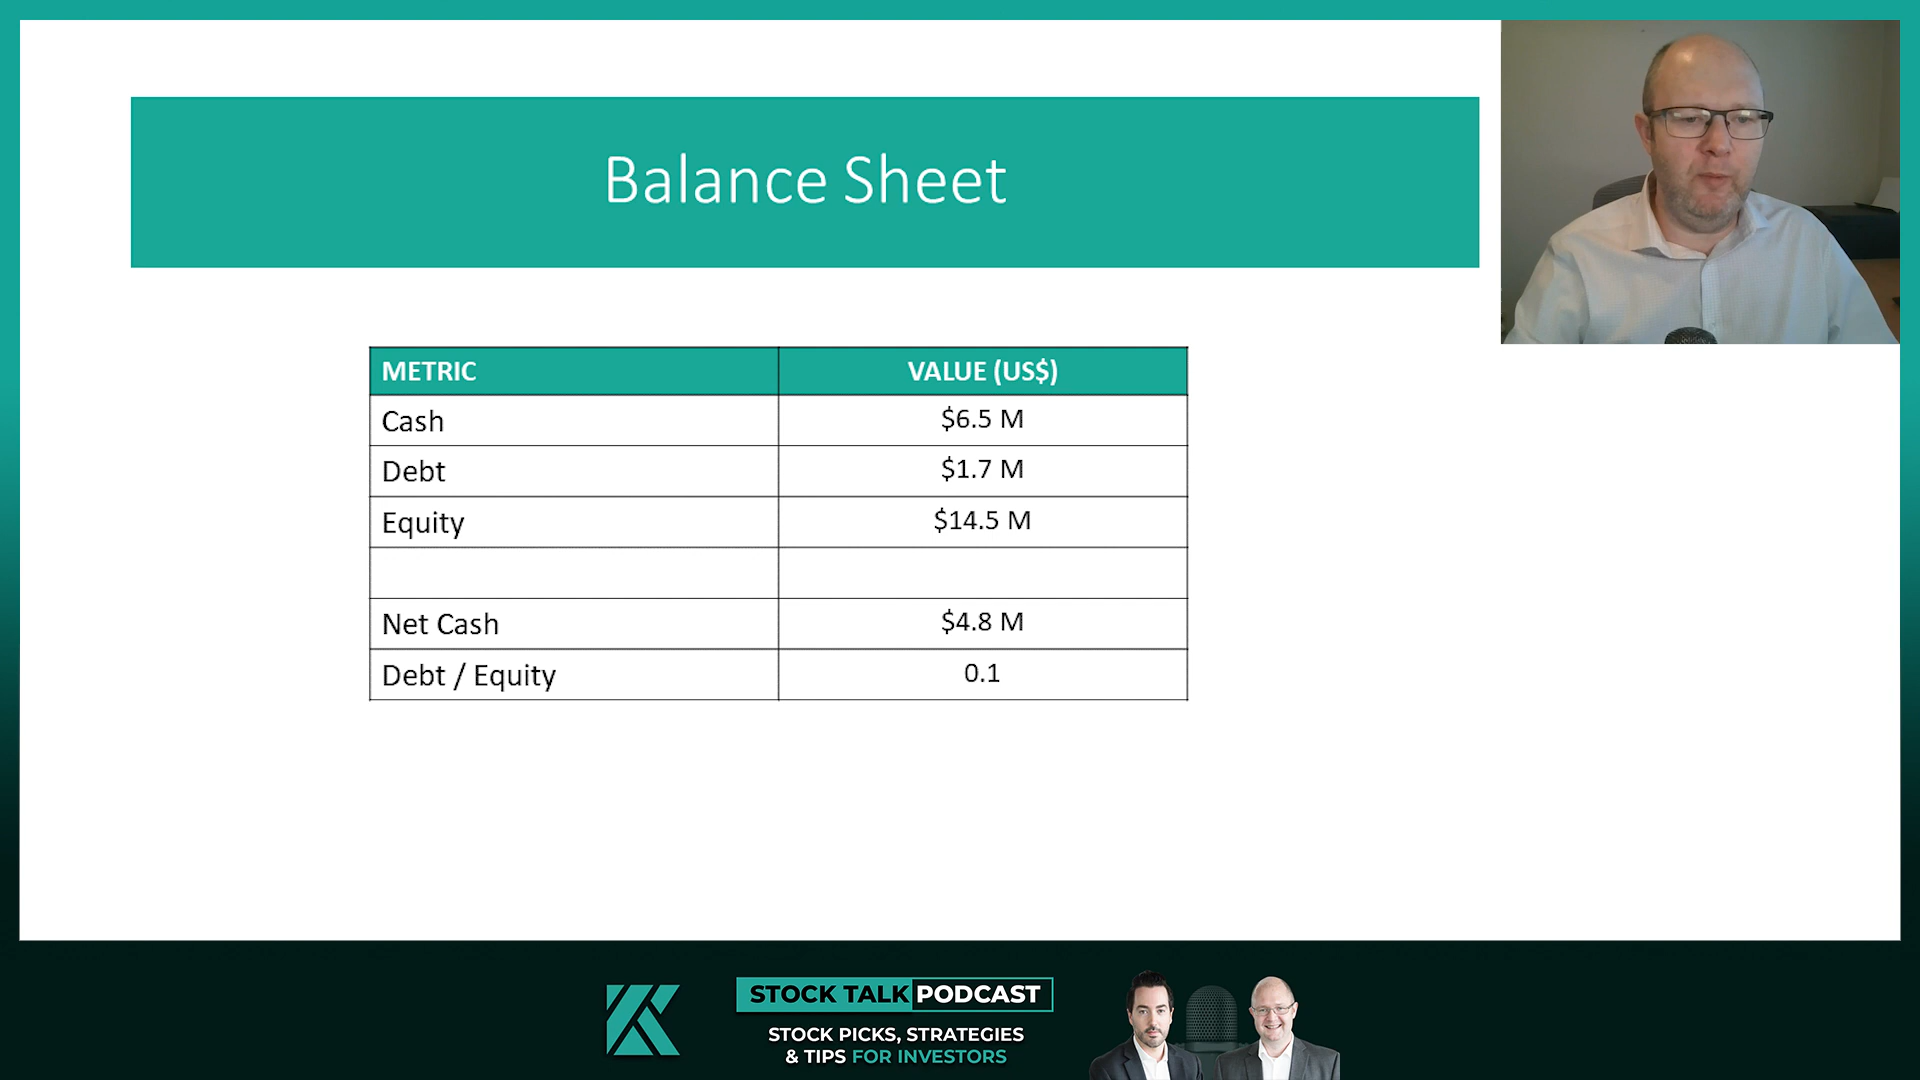 Balance Sheet
METRIC VALUE (US$)
Cash $6.5 M
Debt $1.7 M
Equity $14.5 M
Net Cash $4.8 M
Debt / Equity 0.1
STOCK TALK PODCAST
STOCK PICKS, STRATEGIES
& TIPS FOR INVESTORS